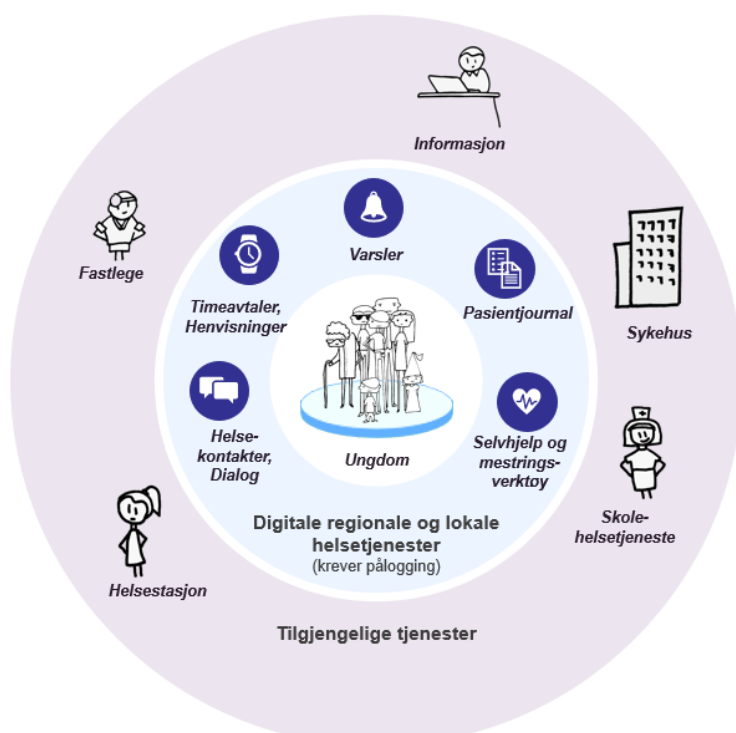 Informasjon
Fastlege
Varsler
Timeavtaler,
Henvisninger
Pasientjournal
Sykehus
Helse-
kontakter,
Dialog
Ungdom
Selvhjelp og
mestrings-
verktøy
Skole-
helsetjeneste
Digitale regionale og lokale
helsetjenester
(krever pålogging)
Helsestasjon
Tilgjengelige tjenester